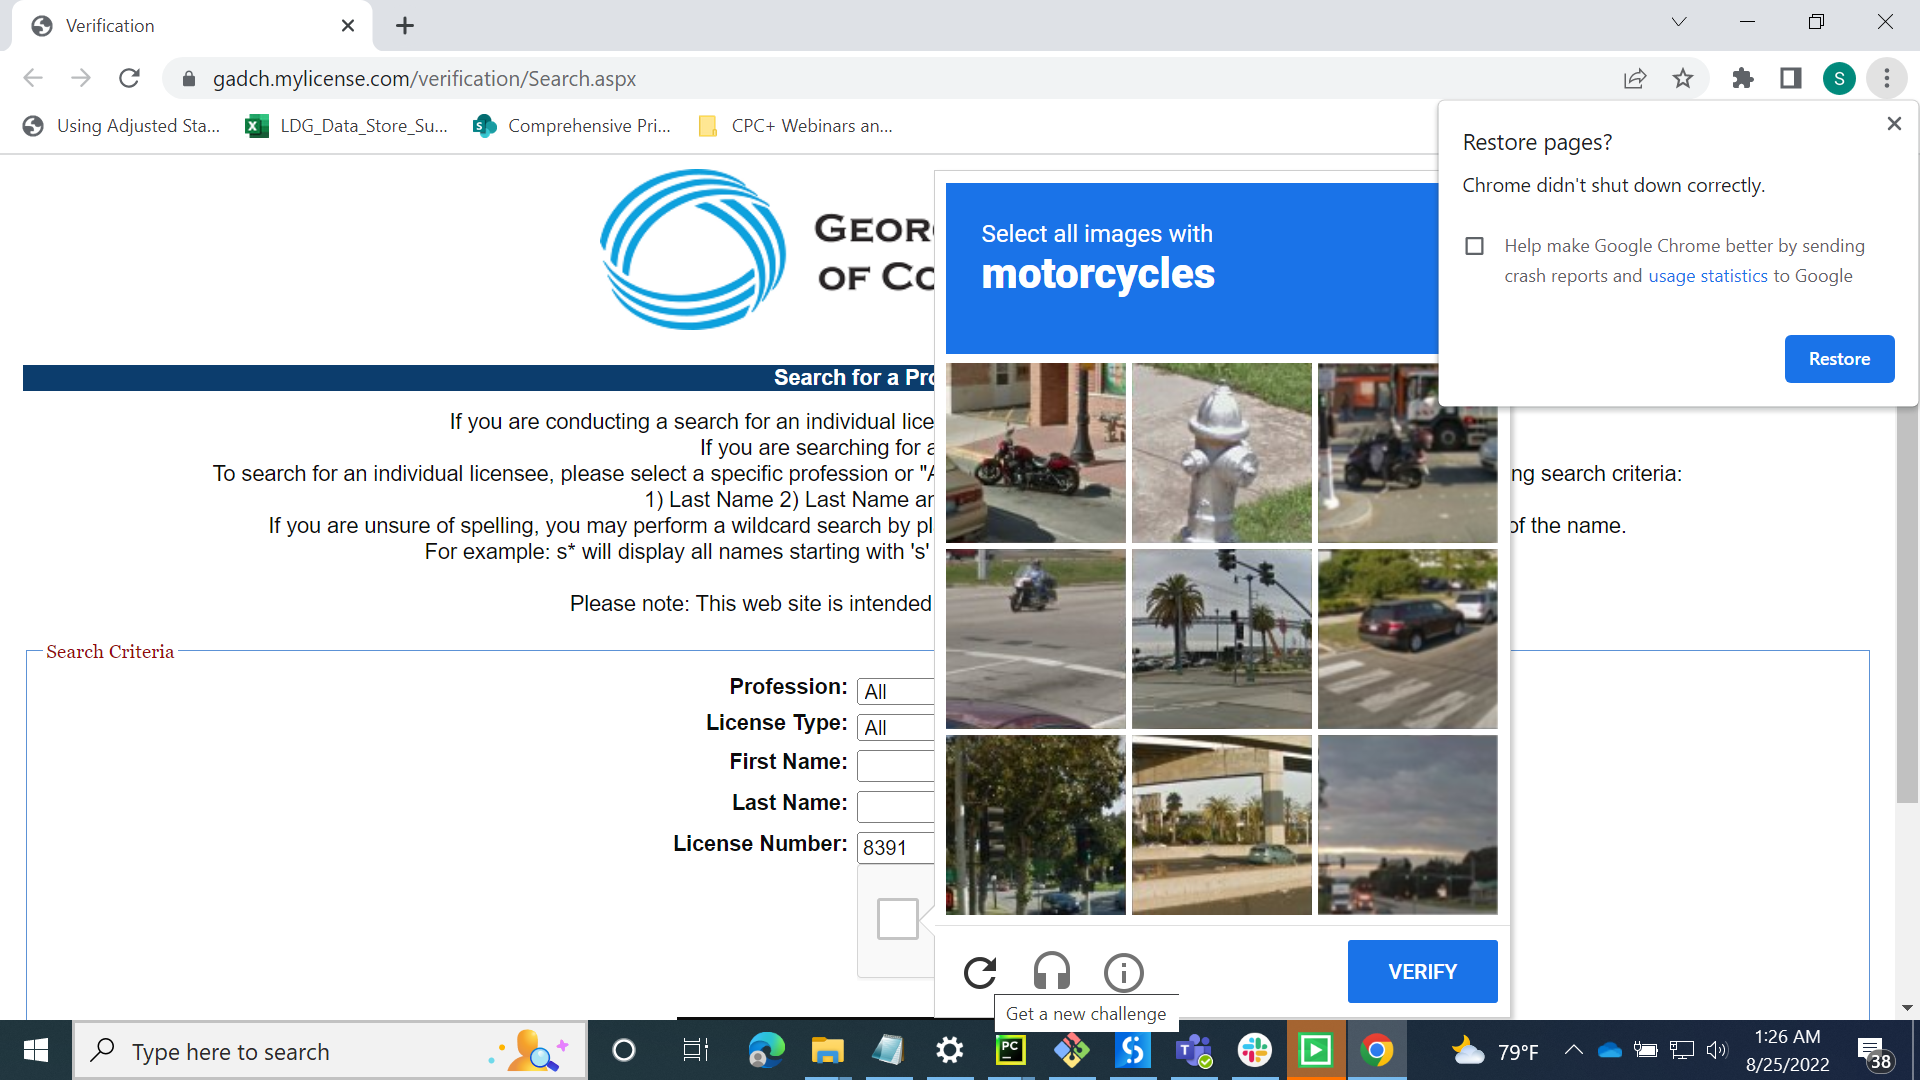 Verification
gadch.mylicense.com/verification/Search.aspx
S
Using Adjusted Sta...
LDG_Data_Store_Su...
Comprehensive Pri...
CPC+ Webinars an...
Restore pages?
Chrome didn't shut down correctly.
Help make Google Chrome better by sending
crash reports and usage statistics to Google
Restore
GEOR
OF CO
Select all images with
motorcycles
Search for a Pro
If you are conducting a search for an individual lice
If you are searching for a
To search for an individual licensee, please select a specific profession or "A
ng search criteria:
1) Last Name 2) Last Name an
If you are unsure of spelling, you may perform a wildcard search by pl
of the name.
For example: s* will display all names starting with 's'
Please note: This web site is intended
Search Criteria
Profession: All
License Type: All
First Name:
Last Name:
License Number: 8391
VERIFY
Get a new challenge
Type here to search
PC
79°F
1:26 AM
8/25/2022
38